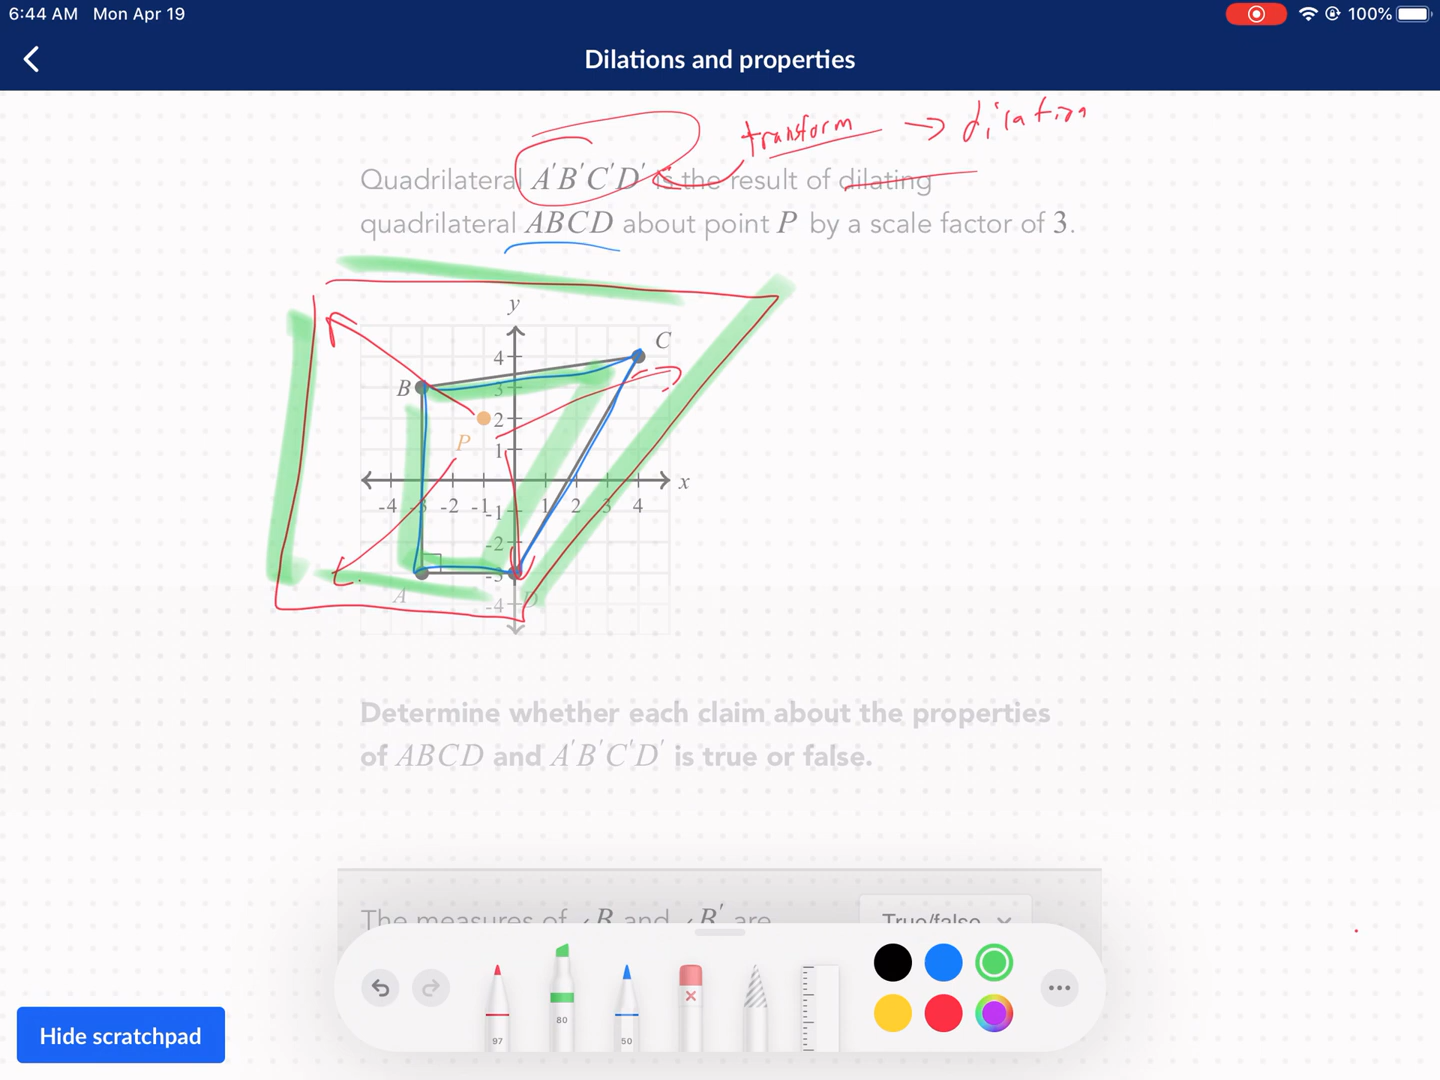 6:44 AM Mon Apr 19
100%
Dilations and properties
transform → dilation
Quadrilateral A'B'C'D' is the result of dilating
quadrilateral ABCD about point P by a scale factor of 3.
y
C
4
B
3
2
P
1
x
-4 -3 -2 -1 1 2 3 4
-1
-2
-3
A
-4 D
Determine whether each claim about the properties
of ABCD and A'B'C'D' is true or false.
The measures of ∠B and ∠B' are
True/false
97
80
50
Hide scratchpad